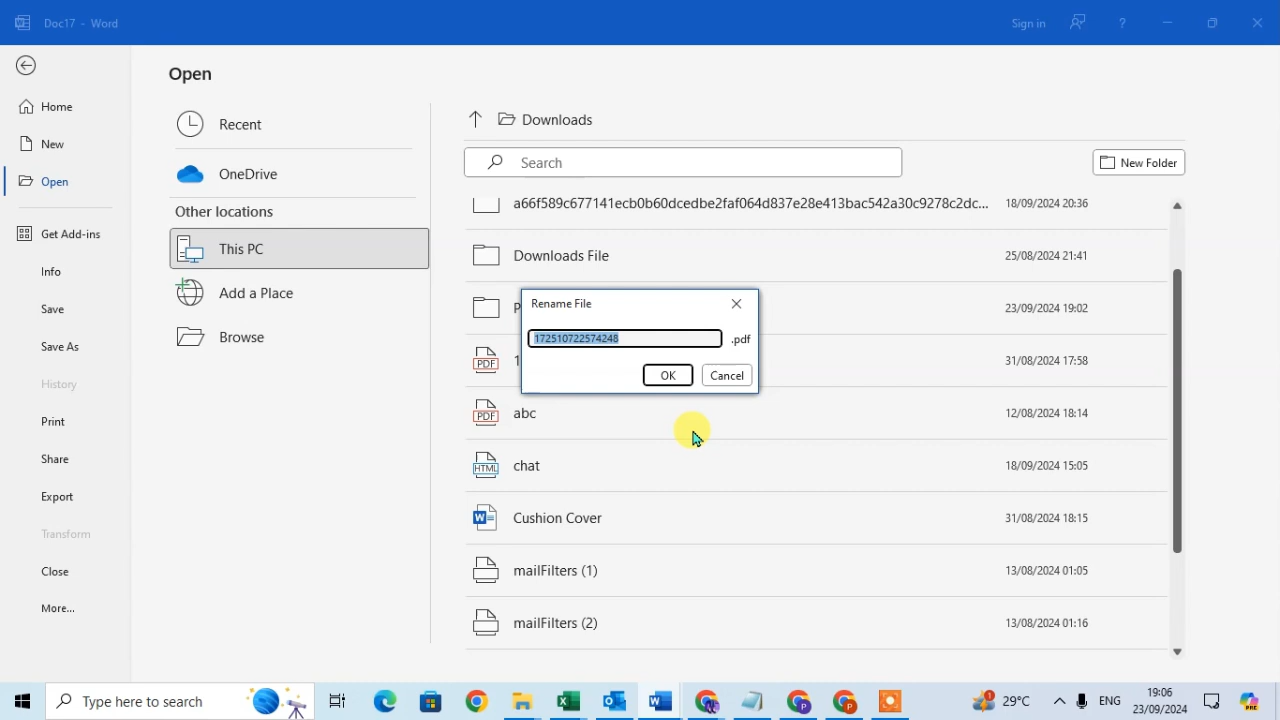 Doc17 - Word
Sign in
?
Open
Home
New
Open
Get Add-ins
Info
Save
Save As
History
Print
Share
Export
Transform
Close
More...
Recent
OneDrive
Other locations
This PC
Add a Place
Browse
Downloads
Search
New Folder
a66f589c677141ecb0b60dcedbe2faf064d837e28e413bac542a30c9278c2dc... 18/09/2024 20:36
Downloads File 25/08/2024 21:41
23/09/2024 19:02
PDF 31/08/2024 17:58
PDF abc 12/08/2024 18:14
HTML chat 18/09/2024 15:05
Cushion Cover 31/08/2024 18:15
mailFilters (1) 13/08/2024 01:05
mailFilters (2) 13/08/2024 01:16
Rename File
172510722574248 .pdf
OK Cancel
Type here to search
29°C
ENG
19:06
23/09/2024